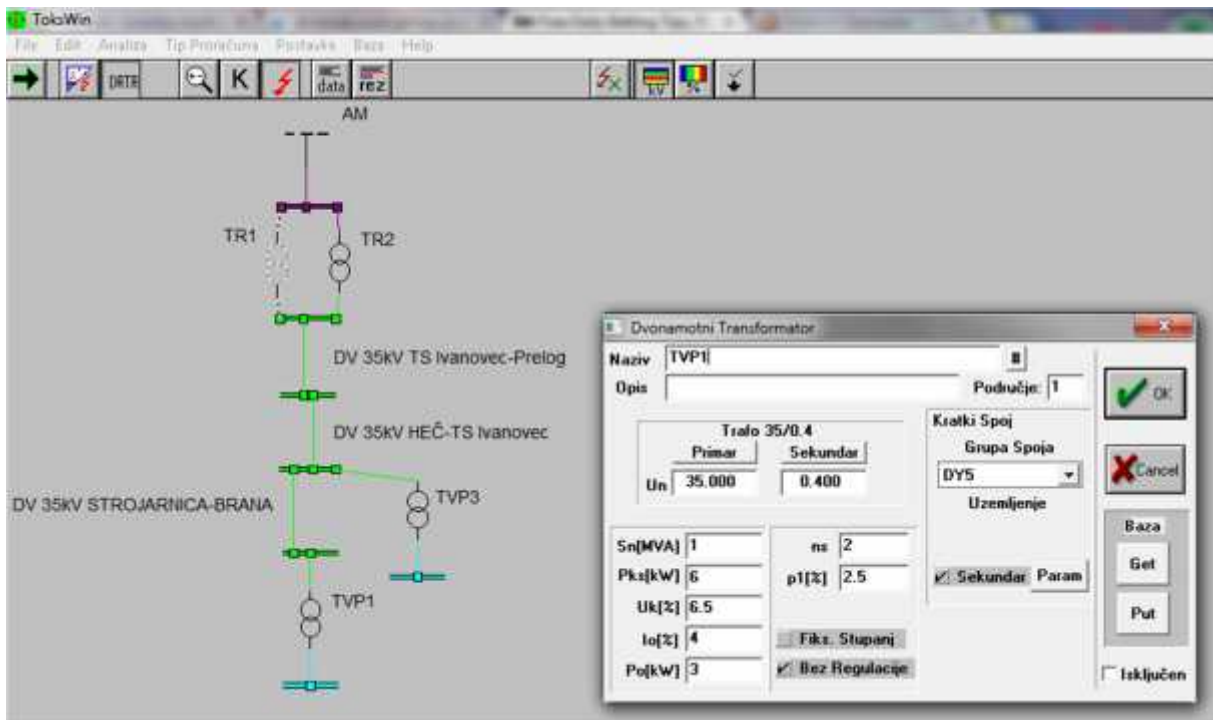 TokoWin
File Edit Analiza Tip Proračuna Postavke Baza Help
DRTB K data rez kV %
AM
TR1 TR2
DV 35kV TS Ivanovec-Prelog
DV 35kV HEČ-TS Ivanovec
DV 35kV STROJARNICA-BRANA
TVP3
TVP1
Dvonamotni Transformator
Naziv TVP1
Opis Područje: 1
OK
Trafo 35/0.4
Primar Sekundar
Un 35.000 0.400
Kratki Spoj
Grupa Spoja
DY5
Uzemljenje
Cancel
Sn[MVA] 1 ns 2
Pks[kW] 6 p1[%] 2.5
Sekundar Param
Uk[%] 6.5
Io[%] 4 Fiks. Stupanj
Po[kW] 3 Bez Regulacije
Baza
Get
Put
Isključen